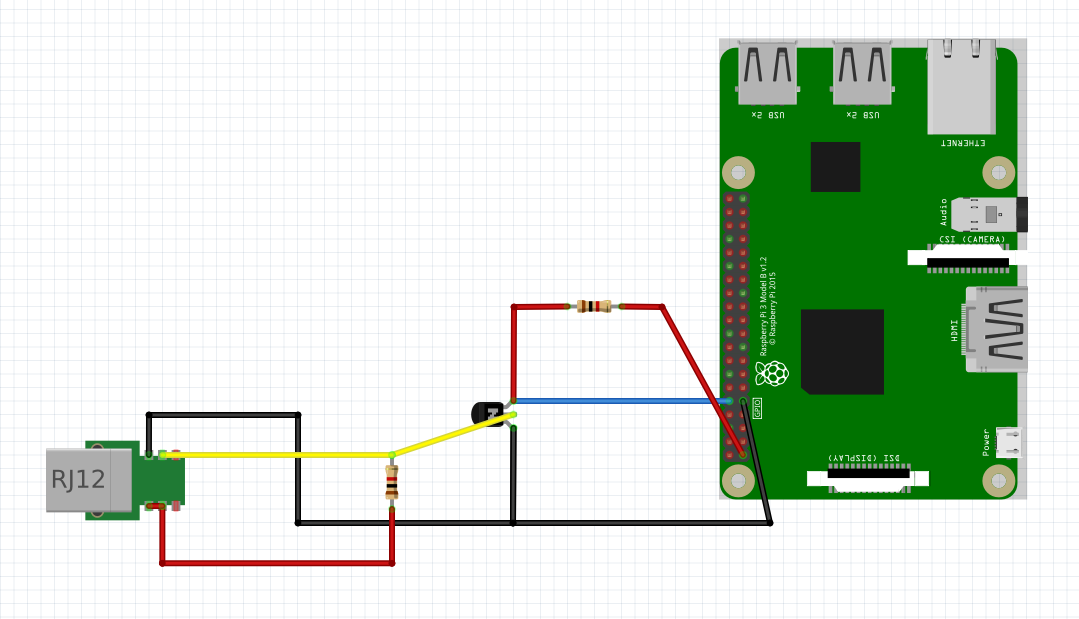 USB 2x
USB 2x
ETHERNET
Audio
CSI (CAMERA)
Raspberry Pi 3 Model B v1.2
© Raspberry Pi 2015
HDMI
GPIO
RJ12
Power
DSI (DISPLAY)